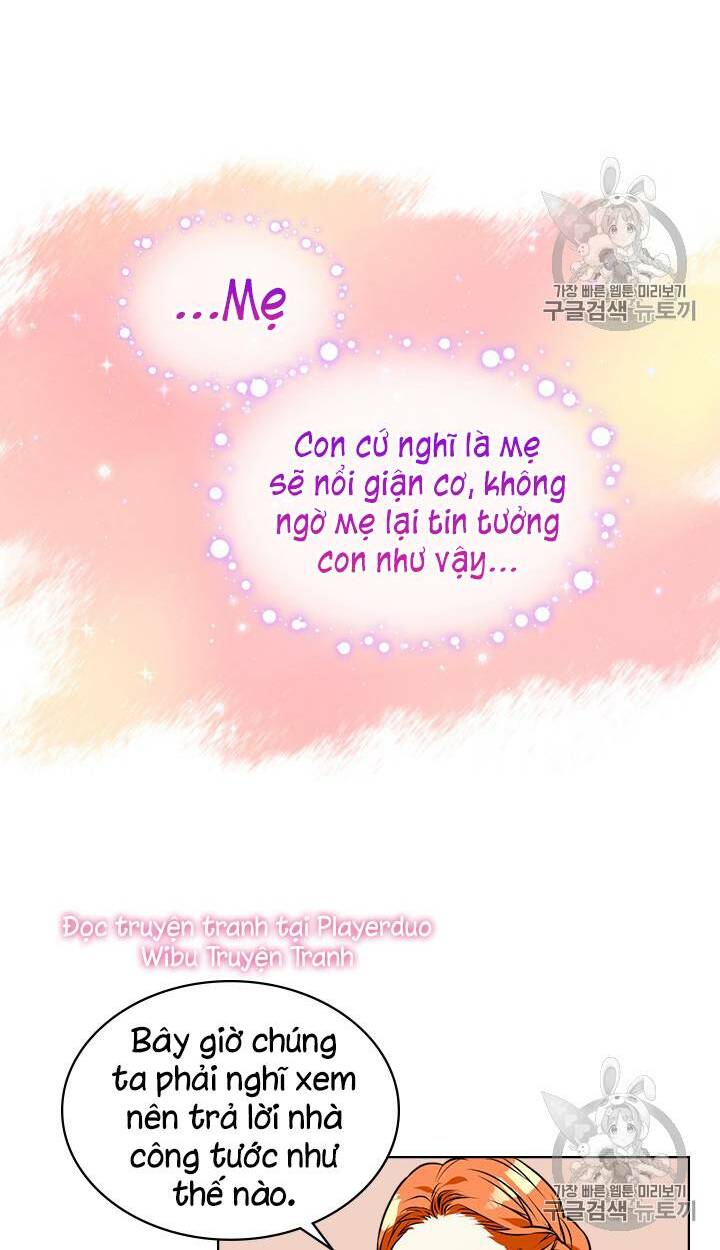 ...Mẹ
Con cứ nghĩ là Mẹ
sẽ nổi giận cơ, không
ngờ Mẹ lại tin tưởng
con như vậy...
가장 빠른 웹툰 미리보기
구글검색 뉴토끼
Đọc truyện tranh tại Playerduo
Wibu Truyện Tranh
Bây giờ chúng
ta phải nghĩ xem
nên trả lời nhà
công tước như
thế nào.
가장 빠른 웹툰 미리보기
구글검색 뉴토끼